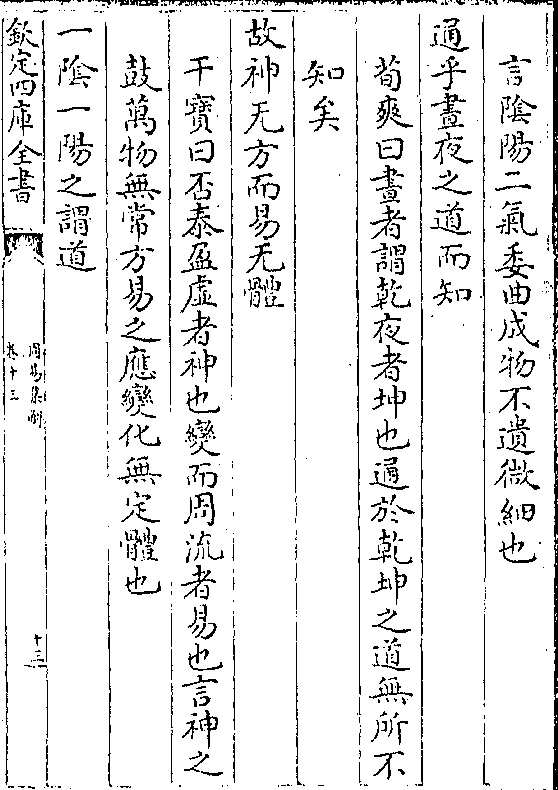 言陰陽二氣委曲成物不遺微細也
通乎晝夜之道而知
荀爽曰晝者謂乾夜者坤也通於乾坤之道無所不
知矣
故神无方而易无體
干寶曰否泰盈虛者神也變而周流者易也言神之
鼓萬物無常方易之應變化無定體也
一陰一陽之謂道
欽定四庫全書
周易集解
卷十三
十三